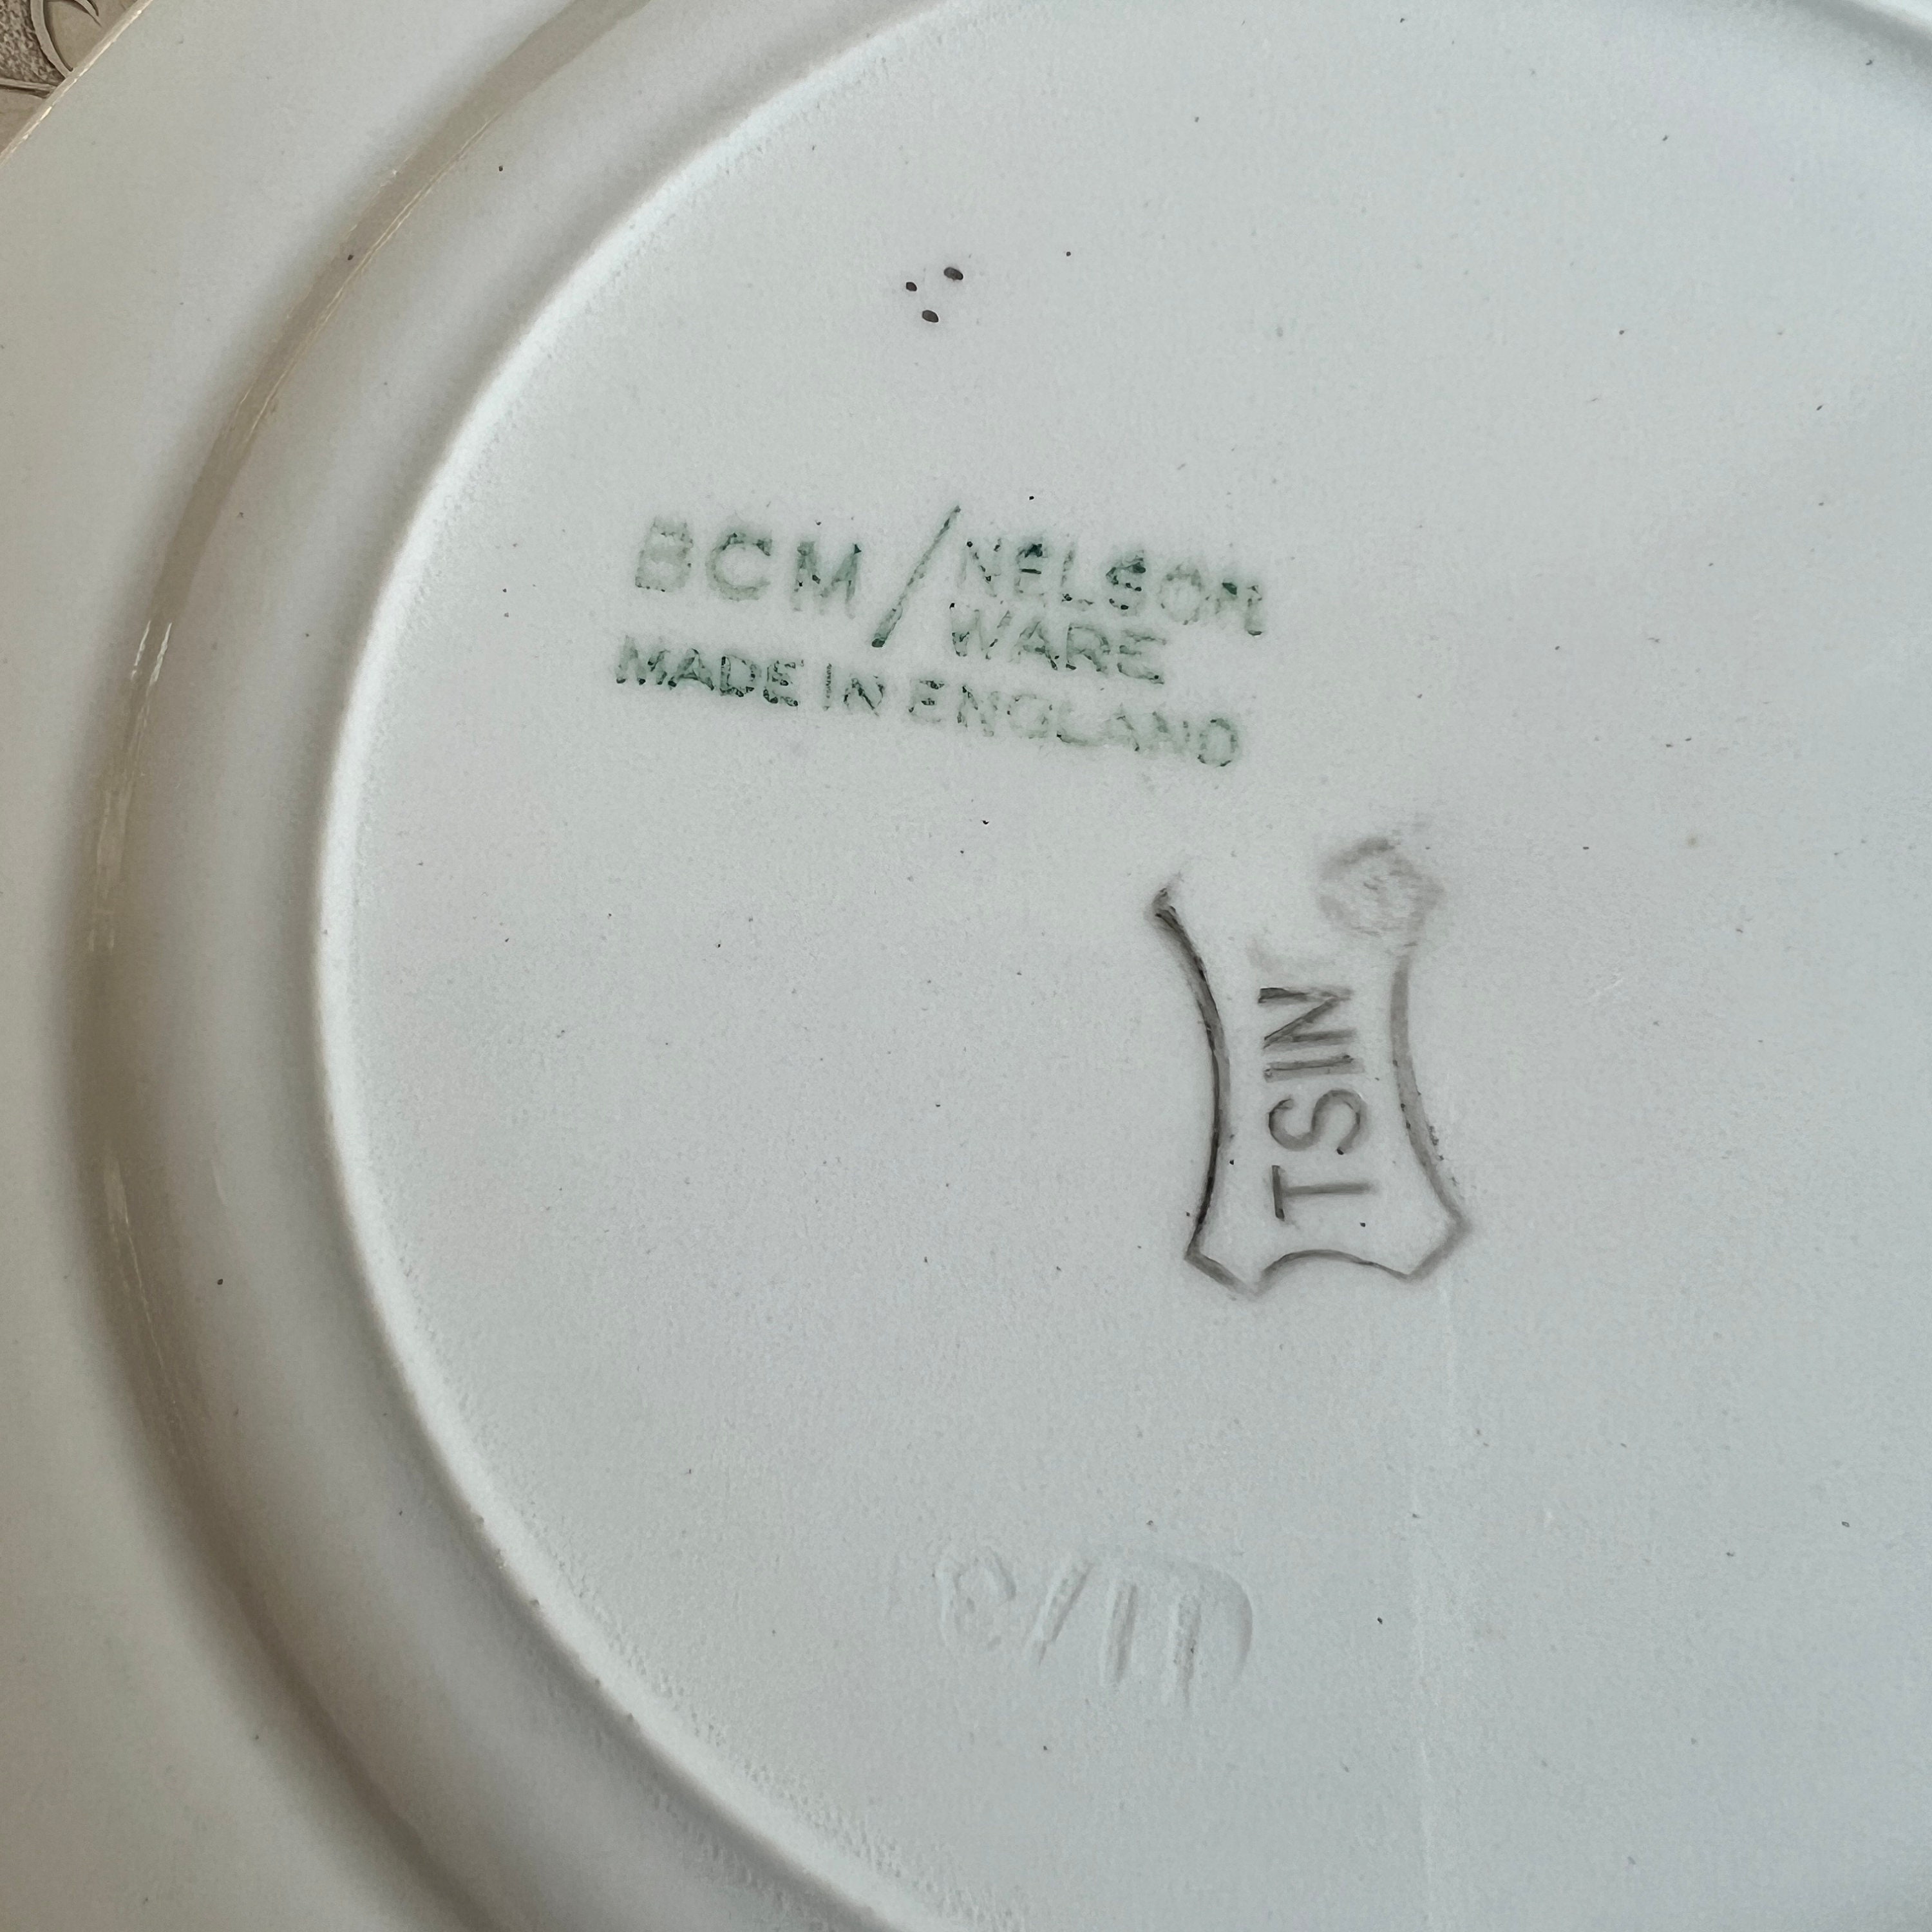 BCM/NELSON
WARE
MADE IN ENGLAND
TSIN